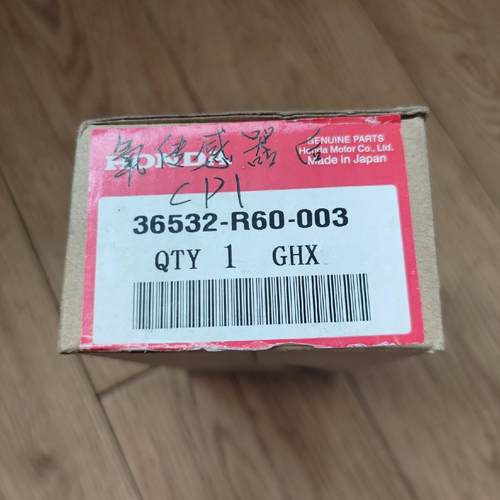 氧传感器后
HONDA
GENUINE PARTS
Honda Motor Co., Ltd.
Made in Japan
CP1
36532-R60-003
QTY 1 GHX